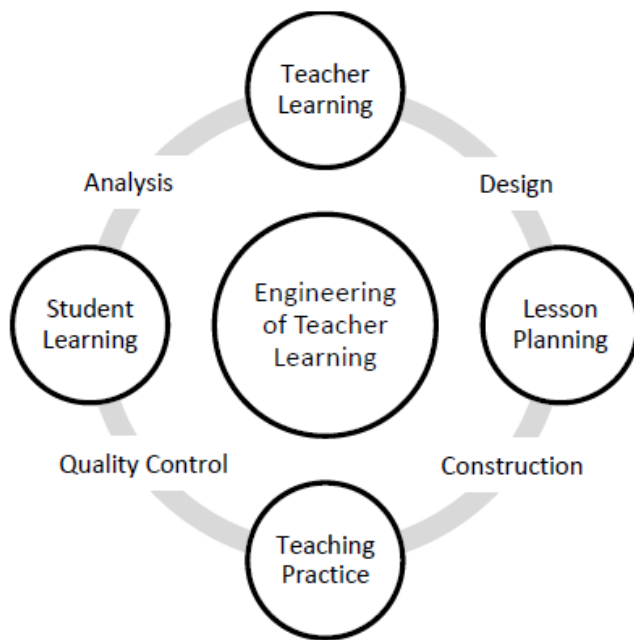 Teacher
Learning
Analysis
Design
Student
Learning
Engineering
of Teacher
Learning
Lesson
Planning
Quality Control
Construction
Teaching
Practice